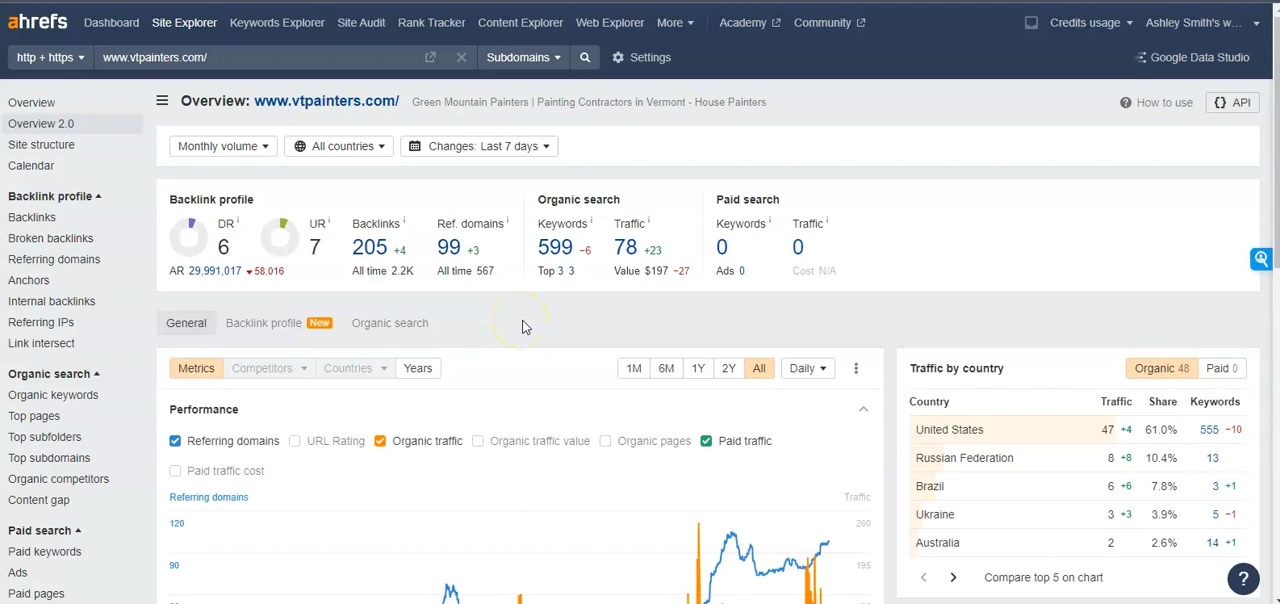 ahrefs Dashboard Site Explorer Keywords Explorer Site Audit Rank Tracker Content Explorer Web Explorer More Academy Community Credits usage Ashley Smith's w...
http + https www.vtpainters.com/ Subdomains Settings Google Data Studio
Overview
Overview 2.0
Site structure
Calendar
Backlink profile
Backlinks
Broken backlinks
Referring domains
Anchors
Internal backlinks
Referring IPs
Link intersect
Organic search
Organic keywords
Top pages
Top subfolders
Top subdomains
Organic competitors
Content gap
Paid search
Paid keywords
Ads
Paid pages
Overview: www.vtpainters.com/ Green Mountain Painters | Painting Contractors in Vermont - House Painters ? How to use {} API
Monthly volume All countries Changes: Last 7 days
Backlink profile Organic search Paid search
DR i UR i Backlinks i Ref. domains i Keywords i Traffic i Keywords i Traffic i
6 7 205 +4 99 +3 599 −6 78 +23 0 0
AR 29,991,017 58,016 All time 2.2K All time 567 Top 3 3 Value $197 −27 Ads 0 Cost N/A
General Backlink profile New Organic search
Metrics Competitors Countries Years 1M 6M 1Y 2Y All Daily
Performance
Referring domains URL Rating Organic traffic Organic traffic value Organic pages Paid traffic
Paid traffic cost
Referring domains Traffic
120 260
90 195
Traffic by country Organic 48 Paid 0
Country Traffic Share Keywords
United States 47 +4 61.0% 555 −10
Russian Federation 8 +8 10.4% 13
Brazil 6 +6 7.8% 3 +1
Ukraine 3 +3 3.9% 5 −1
Australia 2 2.6% 14 +1
Compare top 5 on chart
?